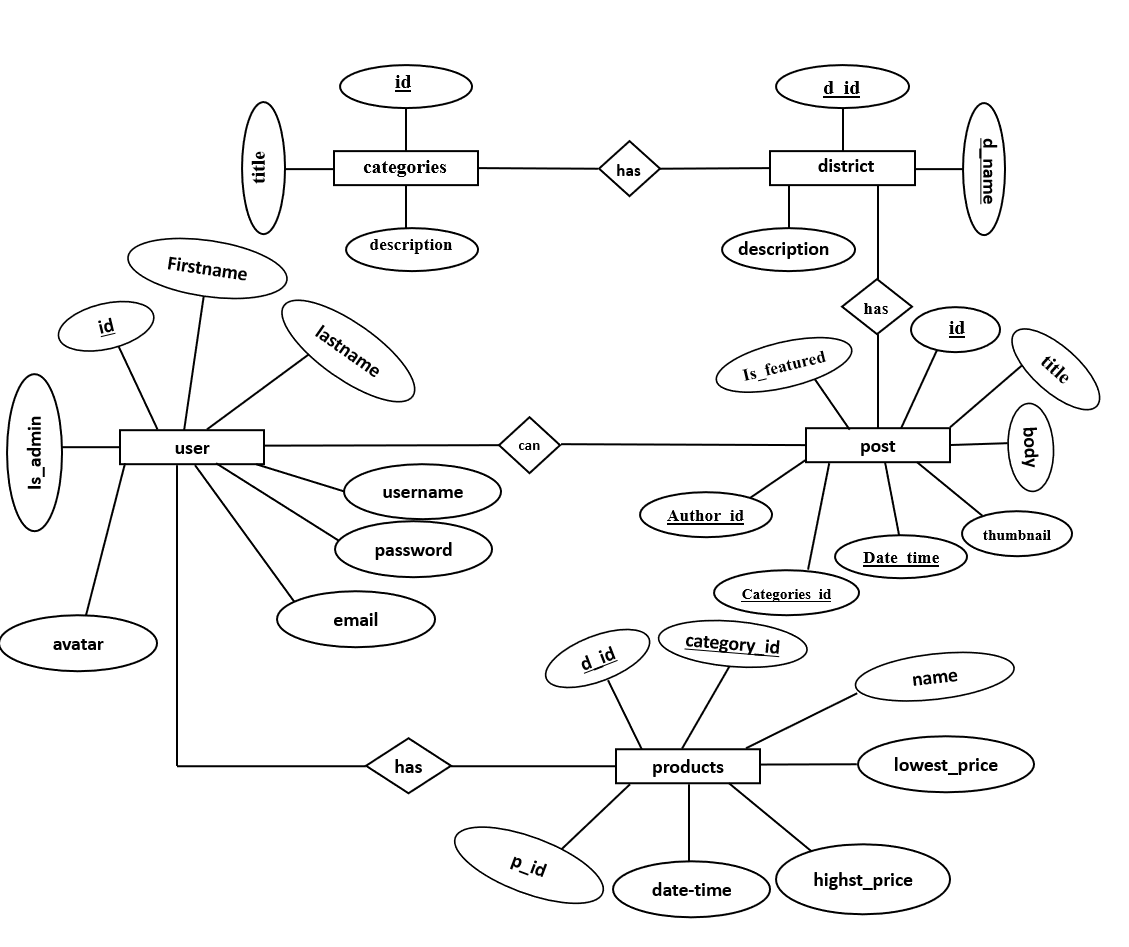 id
d_id
title
categories
has
district
d_name
description
description
Firstname
id
lastname
has
id
Is_featured
title
Is_admin
user
can
post
body
username
Author_id
thumbnail
password
Date_time
Categories_id
email
avatar
d_id
category_id
name
has
products
lowest_price
p_id
date-time
highst_price